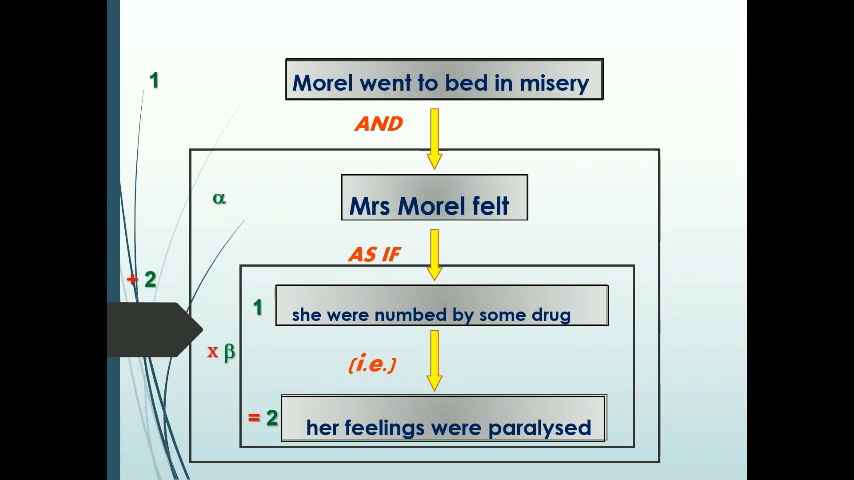 1
Morel went to bed in misery
AND
α
Mrs Morel felt
AS IF
+ 2
1
she were numbed by some drug
x β
(i.e.)
= 2
her feelings were paralysed